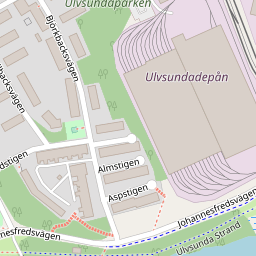 Ulvsundaparken
Björkbacksvägen
Ulvsundadepån
Almstigen
Aspstigen
Johannesfredsvägen
Ulvsunda Strand